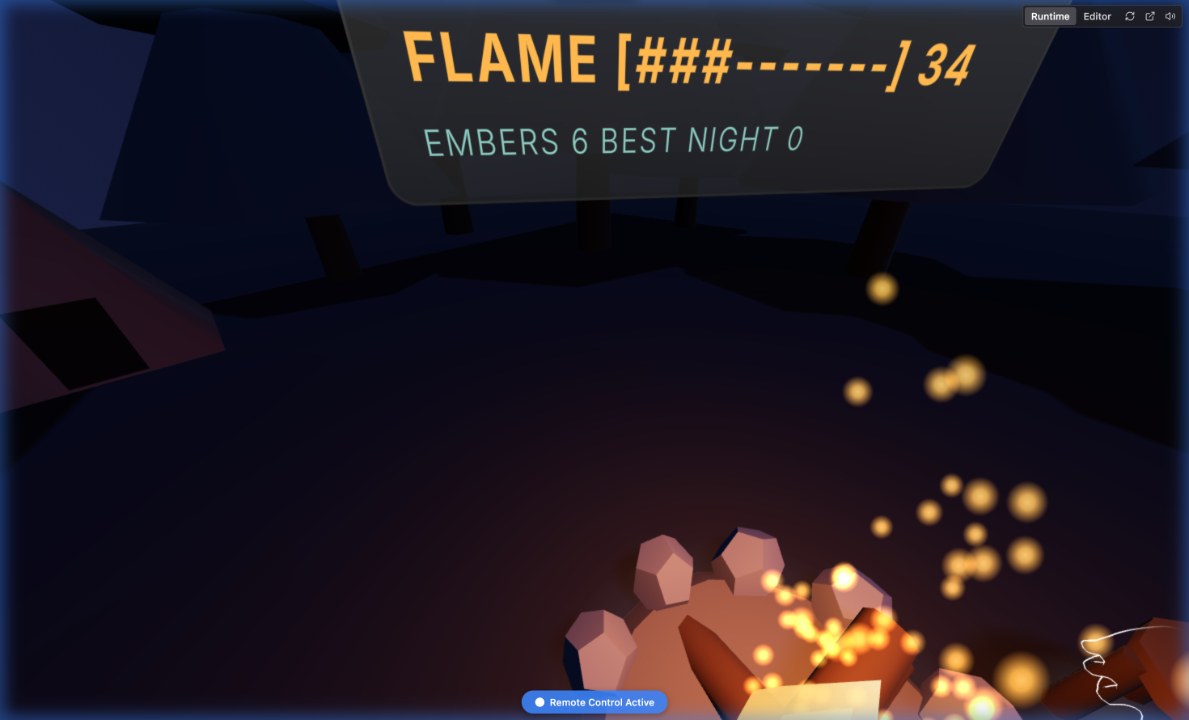 Runtime Editor
FLAME [###-------] 34
EMBERS 6 BEST NIGHT 0
Remote Control Active